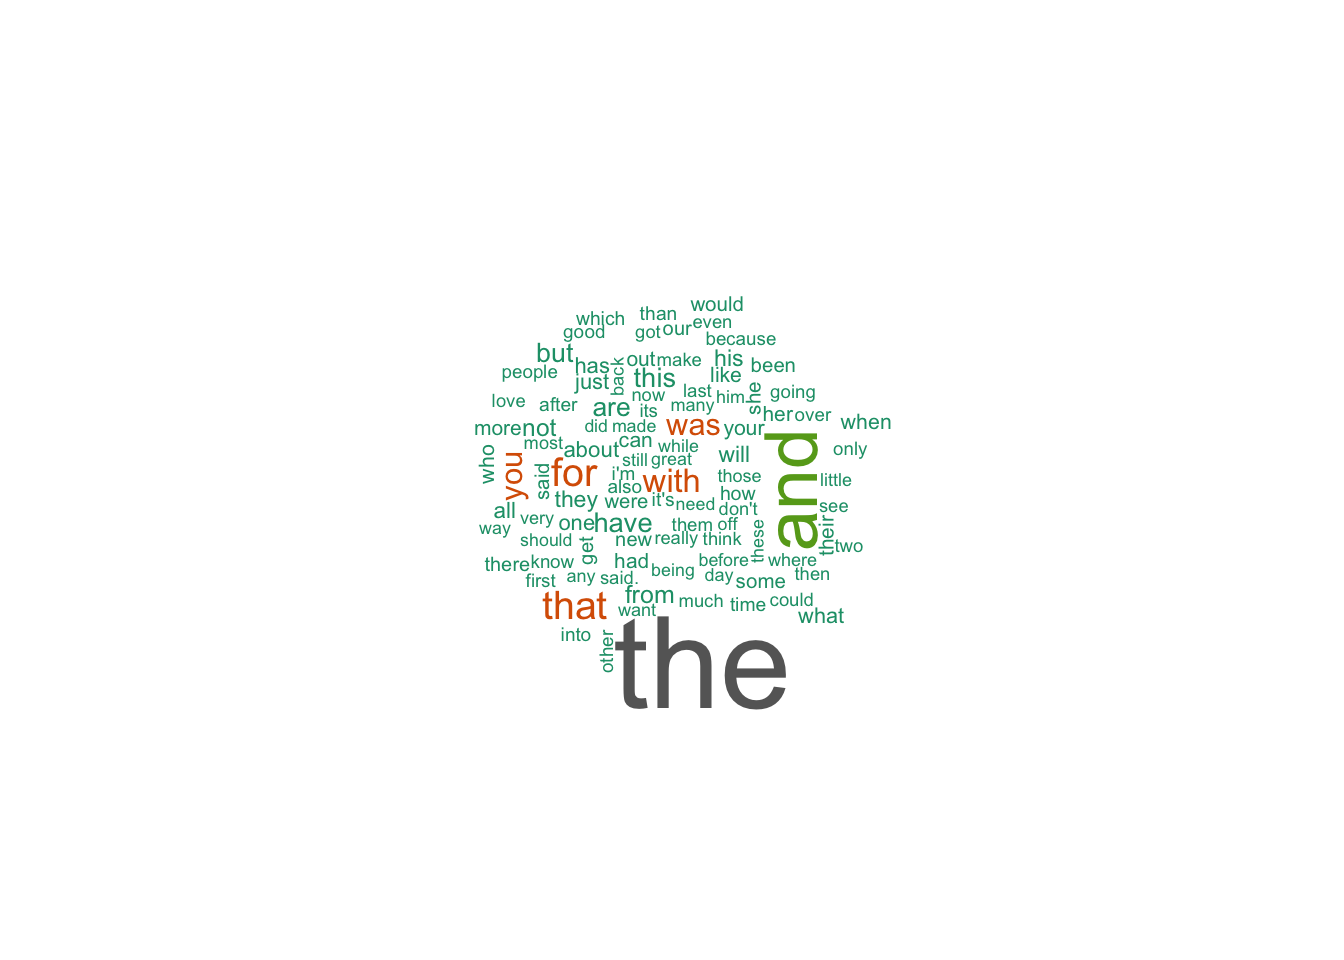 would
than
which
our
even
good
got
because
but
out
make
his
has
been
people
back
this
like
just
she
last
going
now
him
love
after
are
its
many
her
over
when
more
not
did
made
was
your
most
about
can
while
only
who
still
great
will
you
said
for
i'm
with
those
and
little
also
how
they
were
it's
need
don't
see
all
very
one
have
them
off
their
way
should
get
new
really
think
these
two
there
know
had
before
where
first
any
said.
being
day
some
then
that
from
want
much
time
could
what
into
other
the